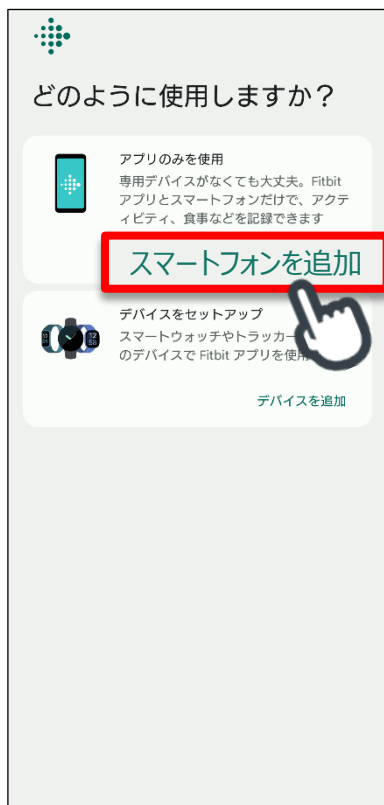 どのように使用しますか？
アプリのみを使用
専用デバイスがなくても大丈夫。Fitbit
アプリとスマートフォンだけで、アクテ
ィビティ、食事などを記録できます
スマートフォンを追加
デバイスをセットアップ
スマートウォッチやトラッカー
のデバイスで Fitbit アプリを使用
デバイスを追加